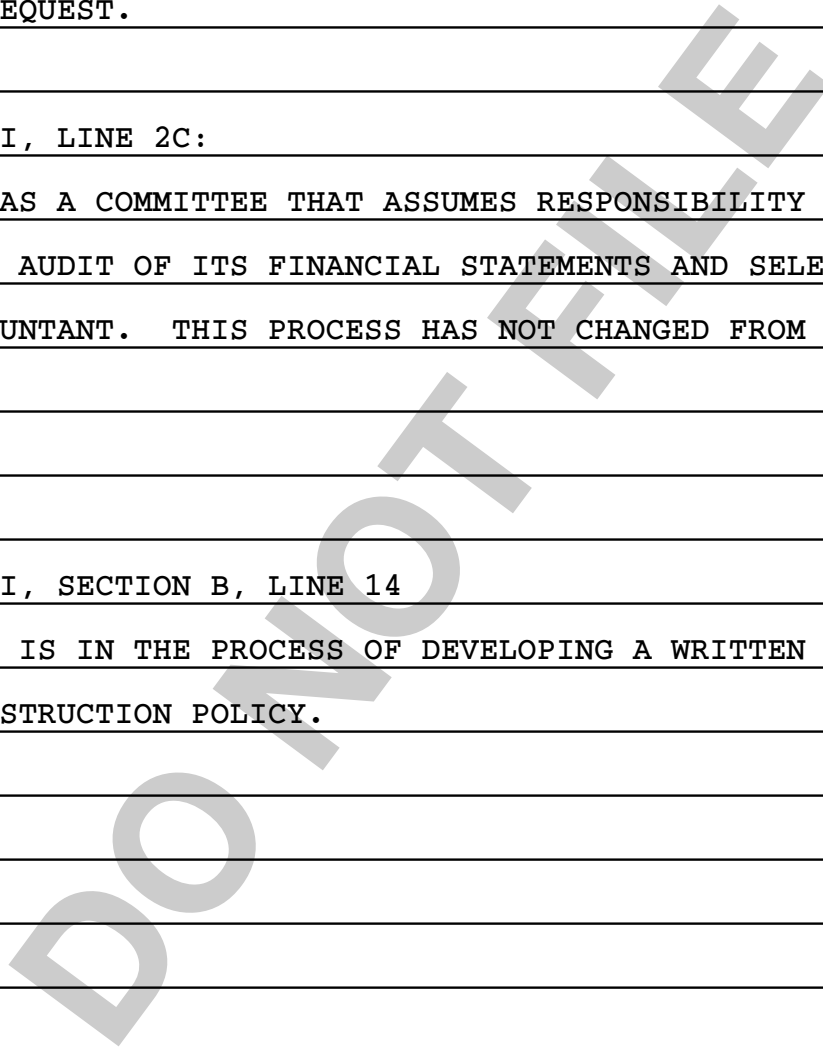 EQUEST.
I, LINE 2C:
AS A COMMITTEE THAT ASSUMES RESPONSIBILITY
AUDIT OF ITS FINANCIAL STATEMENTS AND SELE
UNTANT. THIS PROCESS HAS NOT CHANGED FROM
I, SECTION B, LINE 14
IS IN THE PROCESS OF DEVELOPING A WRITTEN
STRUCTION POLICY.
DO NOT FILE